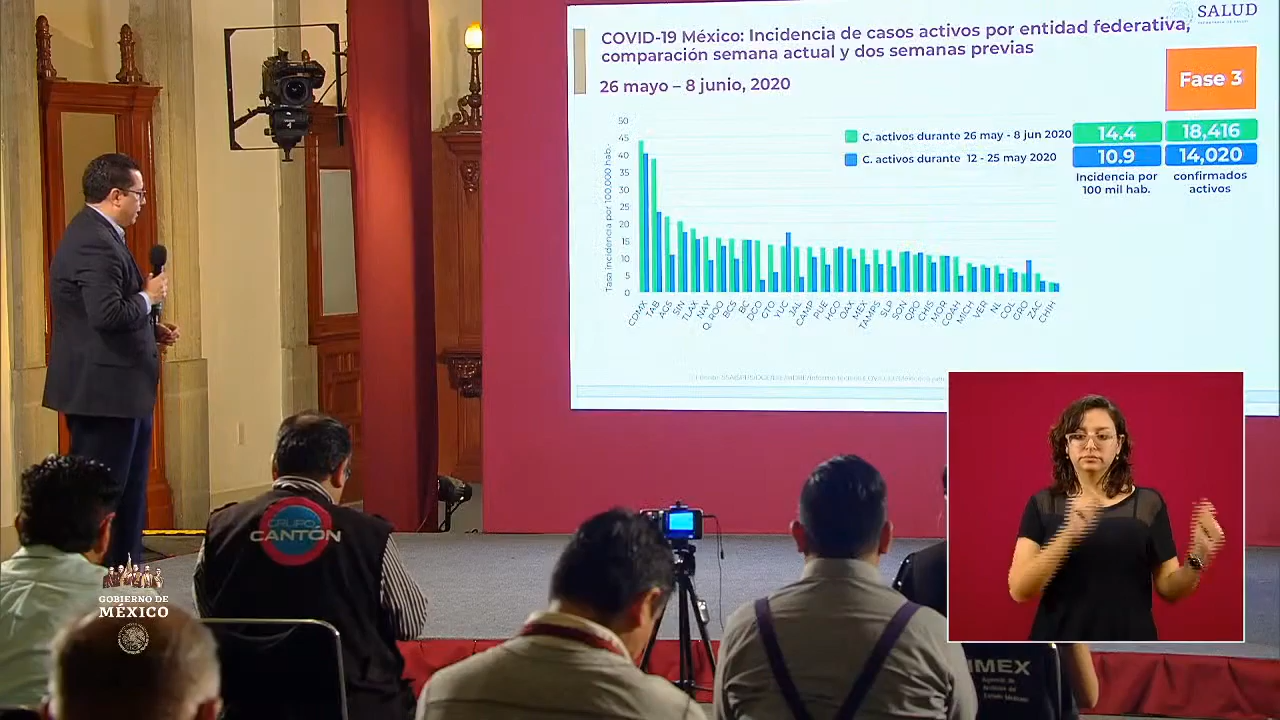 SALUD
COVID-19 México: Incidencia de casos activos por entidad federativa,
comparación semana actual y dos semanas previas
26 mayo – 8 junio, 2020
Fase 3
C. activos durante 26 may - 8 jun 2020
14.4
18,416
C. activos durante 12 - 25 may 2020
10.9
14,020
Incidencia por
100 mil hab.
confirmados
activos
Tasa incidencia por 100,000 hab.
50
45
40
35
30
25
20
15
10
5
0
CDMX
TAB
AGS
SIN
TLAX
NAY
Q. ROO
BCS
BC
DGO
GTO
YUC
JAL
CAMP
PUE
HGO
OAX
MEX
TAMPS
SLP
SON
QRO
CHIS
MOR
COAH
MICH
VER
NL
COL
GRO
ZAC
CHIH
GRUPO
CANTÓN
GOBIERNO DE
MÉXICO
IMEX